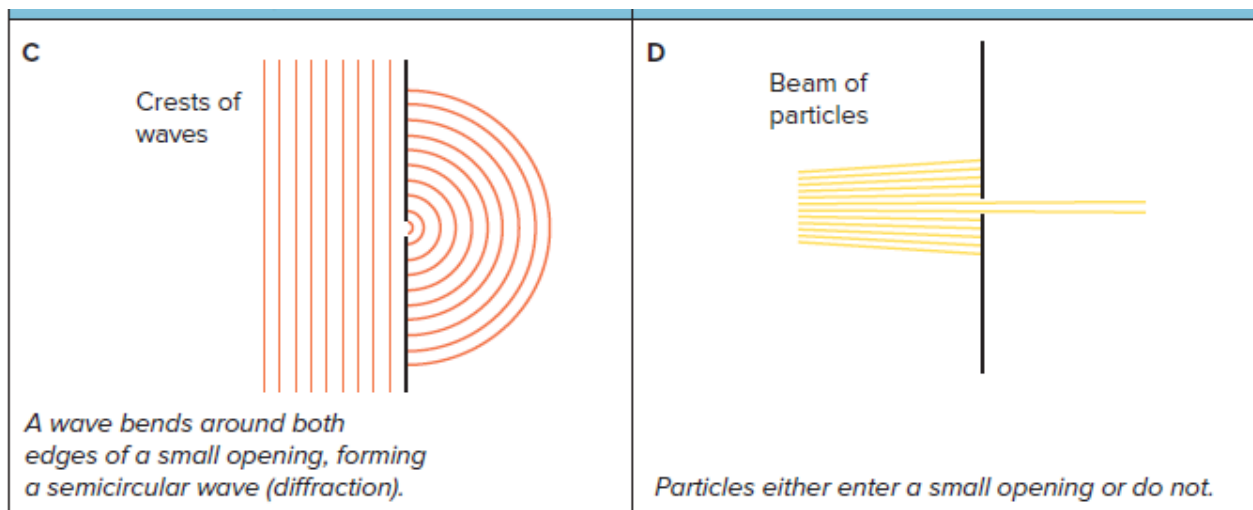 C
Crests of
waves
A wave bends around both
edges of a small opening, forming
a semicircular wave (diffraction).
D
Beam of
particles
Particles either enter a small opening or do not.